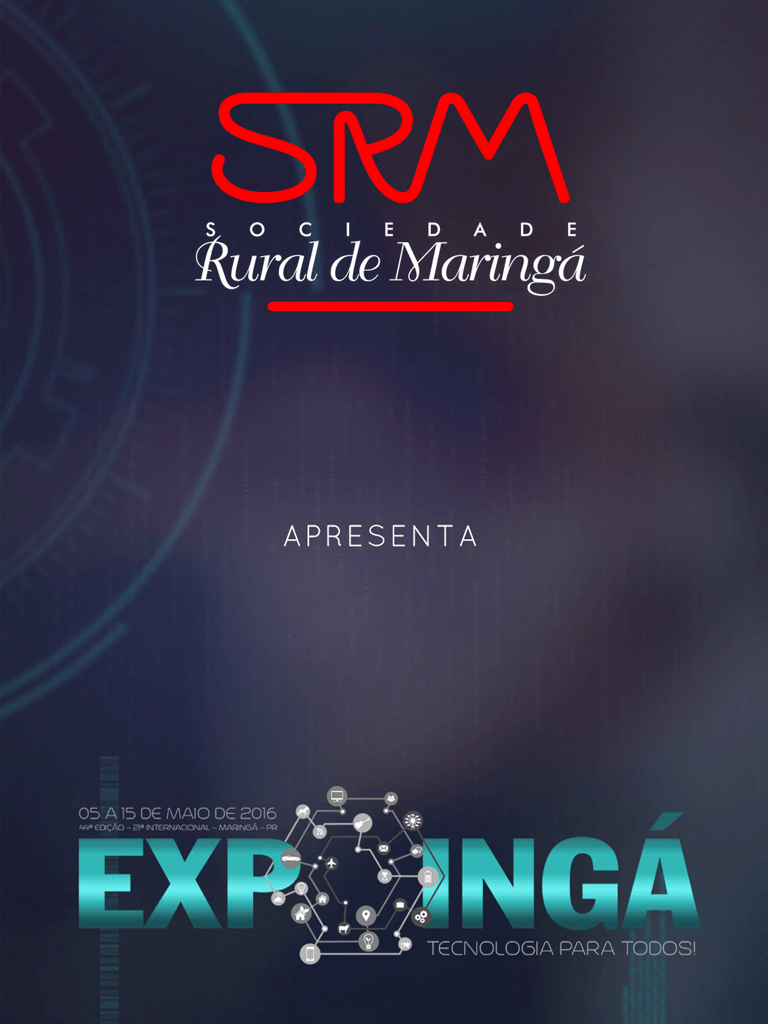 SRM
SOCIEDADE
Rural de Maringá
APRESENTA
05 A 15 DE MAIO DE 2016
44ª EDIÇÃO – 21ª INTERNACIONAL – MARINGÁ – PR
EXPOINGÁ
TECNOLOGIA PARA TODOS!